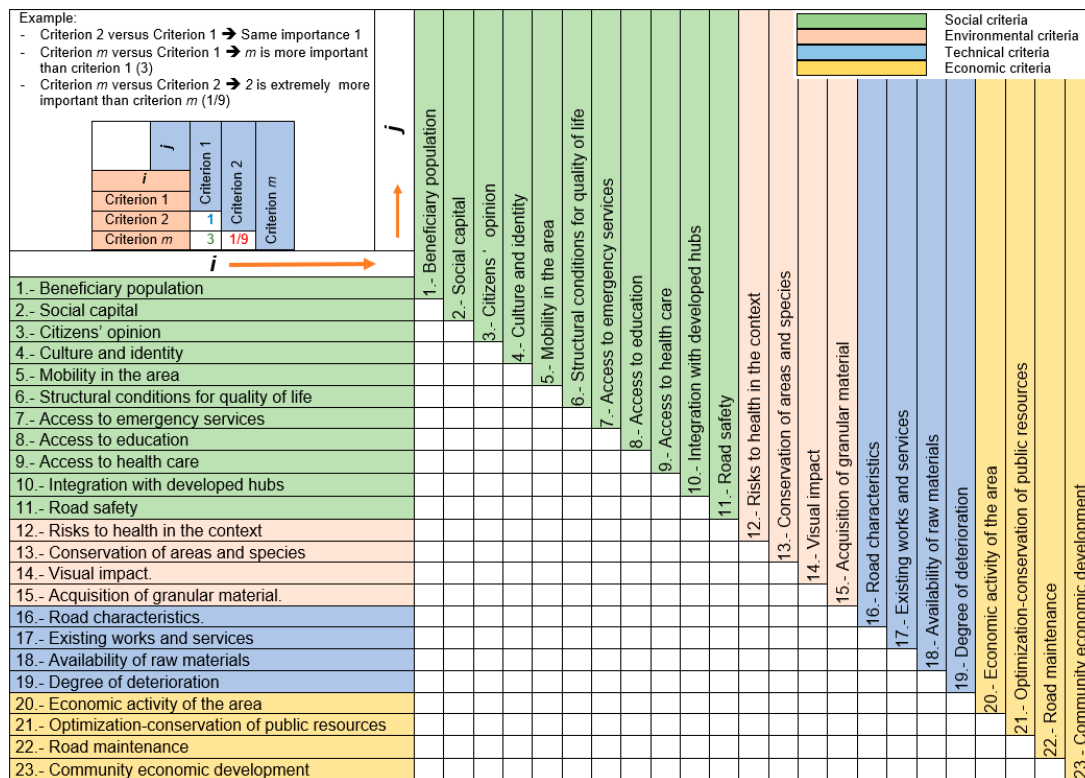 Example:
- Criterion 2 versus Criterion 1 ➔ Same importance 1
- Criterion m versus Criterion 1 ➔ m is more important
than criterion 1 (3)
- Criterion m versus Criterion 2 ➔ 2 is extremely more
important than criterion m (1/9)
j
Criterion 1
Criterion 2
Criterion m
i
Criterion 1
Criterion 2 1
Criterion m 3 1/9
j
i
Social criteria
Environmental criteria
Technical criteria
Economic criteria
1.- Beneficiary population
2.- Social capital
3.- Citizens ' opinion
4.- Culture and identity
5.- Mobility in the area
6.- Structural conditions for quality of life
7.- Access to emergency services
8.- Access to education
9.- Access to health care
10.- Integration with developed hubs
11.- Road safety
12.- Risks to health in the context
13.- Conservation of areas and species
14.- Visual impact
15.- Acquisition of granular material
16.- Road characteristics
17.- Existing works and services
18.- Availability of raw materials
19.- Degree of deterioration
20.- Economic activity of the area
21.- Optimization-conservation of public resources
22.- Road maintenance
23.- Community economic development
1.- Beneficiary population
2.- Social capital
3.- Citizens' opinion
4.- Culture and identity
5.- Mobility in the area
6.- Structural conditions for quality of life
7.- Access to emergency services
8.- Access to education
9.- Access to health care
10.- Integration with developed hubs
11.- Road safety
12.- Risks to health in the context
13.- Conservation of areas and species
14.- Visual impact.
15.- Acquisition of granular material.
16.- Road characteristics.
17.- Existing works and services
18.- Availability of raw materials
19.- Degree of deterioration
20.- Economic activity of the area
21.- Optimization-conservation of public resources
22.- Road maintenance
23.- Community economic development